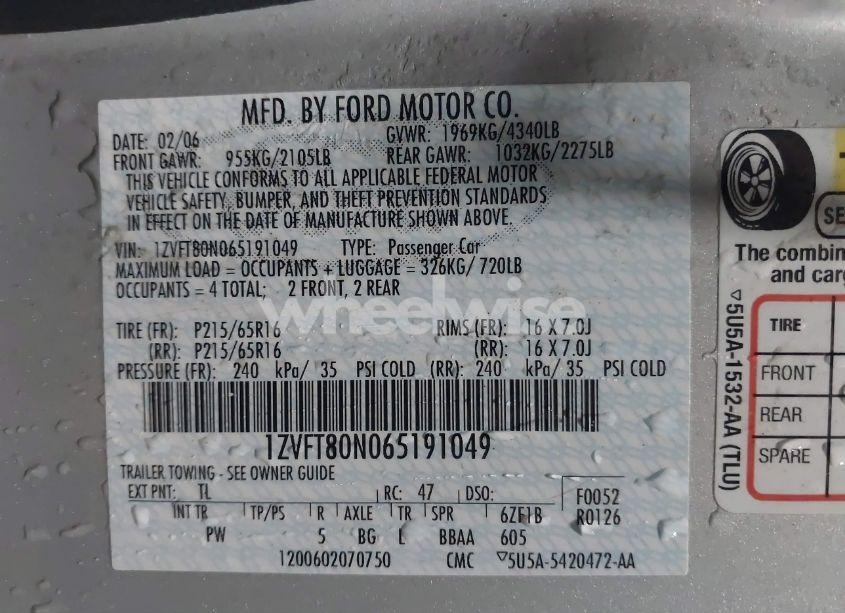 MFD. BY FORD MOTOR CO.
DATE: 02/06 GVWR: 1969KG/4340LB
FRONT GAWR: 955KG/2105LB REAR GAWR: 1032KG/2275LB
THIS VEHICLE CONFORMS TO ALL APPLICABLE FEDERAL MOTOR
VEHICLE SAFETY, BUMPER, AND THEFT PREVENTION STANDARDS
IN EFFECT ON THE DATE OF MANUFACTURE SHOWN ABOVE.
VIN: 1ZVFT80N065191049 TYPE: Passenger Car
MAXIMUM LOAD = OCCUPANTS + LUGGAGE = 326KG/ 720LB
OCCUPANTS = 4 TOTAL; 2 FRONT, 2 REAR
wheelwise
TIRE (FR): P215/65R16 RIMS (FR): 16 X 7.0J
(RR): P215/65R16 (RR): 16 X 7.0J
PRESSURE (FR): 240 kPa/ 35 PSI COLD (RR): 240 kPa/ 35 PSI COLD
1ZVFT80N065191049
TRAILER TOWING - SEE OWNER GUIDE
EXT PNT: TL RC: 47 DSO: F0052
INT TR TP/PS R AXLE TR SPR 6ZF1B R0126
PW 5 BG L BBAA 605
1200602070750 CMC ▽5U5A-5420472-AA
SE
The combin
and carg
TIRE
FRONT
REAR
SPARE
▽5U5A-1532-AA (TLU)